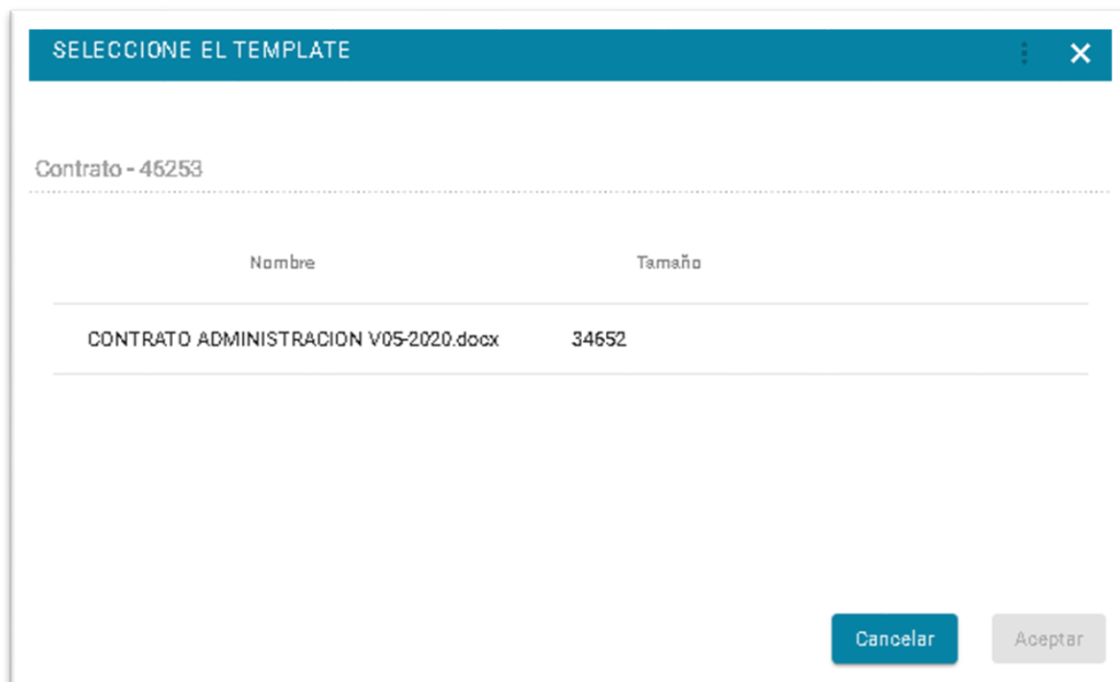 SELECCIONE EL TEMPLATE
Contrato - 46253
Nombre Tamaño
CONTRATO ADMINISTRACION V05-2020.docx 34652
Cancelar Aceptar